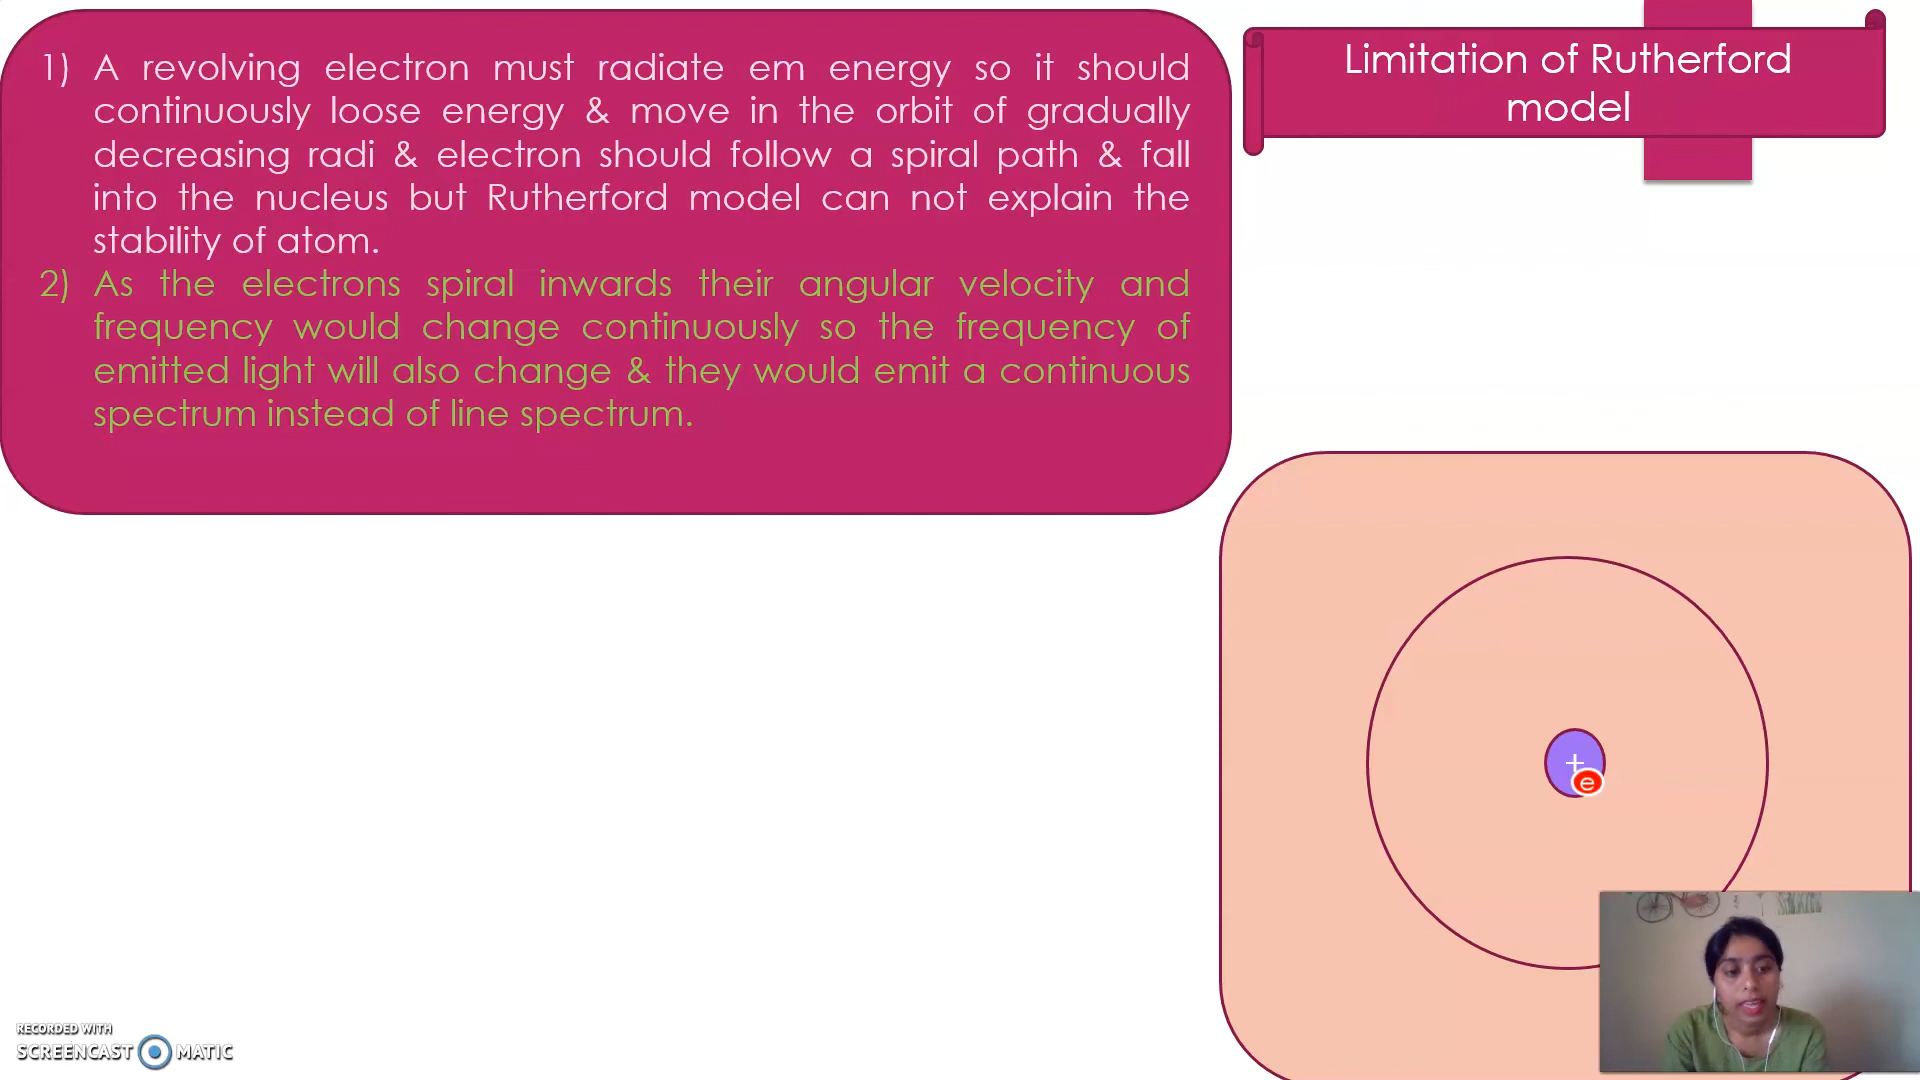 1) A revolving electron must radiate em energy so it should
continuously loose energy & move in the orbit of gradually
decreasing radi & electron should follow a spiral path & fall
into the nucleus but Rutherford model can not explain the
stability of atom.
2) As the electrons spiral inwards their angular velocity and
frequency would change continuously so the frequency of
emitted light will also change & they would emit a continuous
spectrum instead of line spectrum.
Limitation of Rutherford
model
+
e
RECORDED WITH
SCREENCAST MATIC